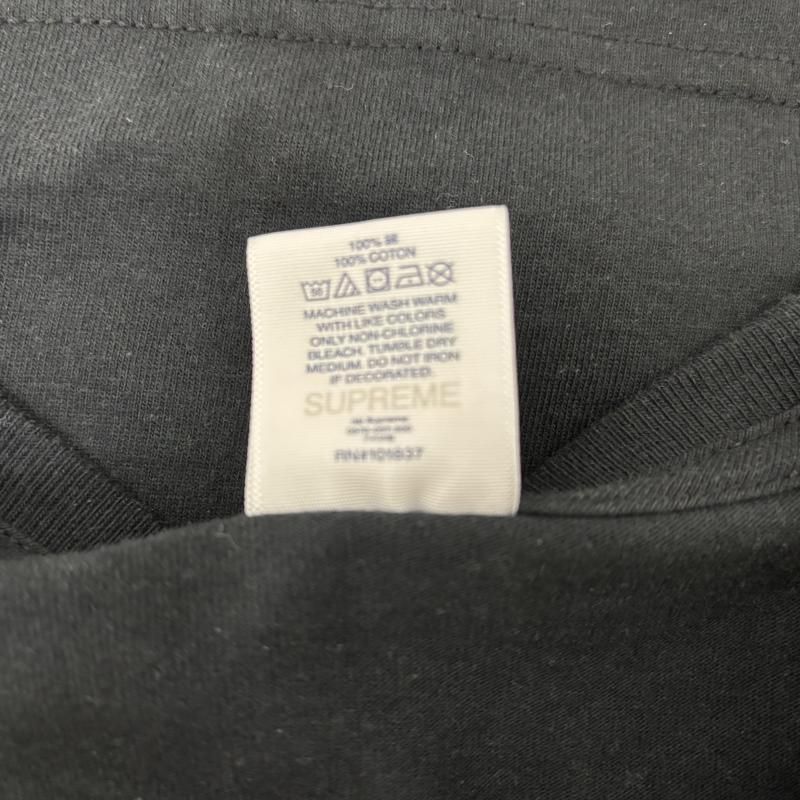 100% 綿
100% COTTON
MACHINE WASH WARM
WITH LIKE COLORS
ONLY NON-CHLORINE
BLEACH. TUMBLE DRY
MEDIUM. DO NOT IRON
IF DECORATED.
SUPREME
RN#101837